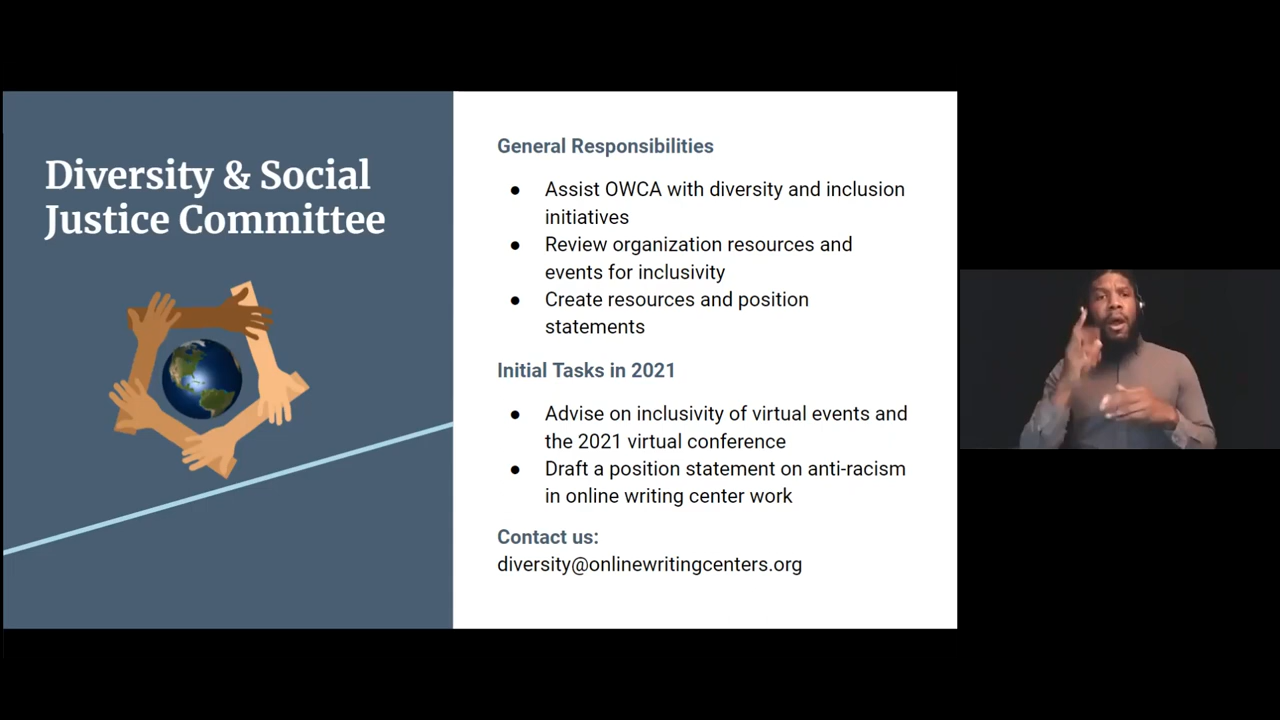 Diversity & Social
Justice Committee
General Responsibilities
● Assist OWCA with diversity and inclusion
initiatives
● Review organization resources and
events for inclusivity
● Create resources and position
statements
Initial Tasks in 2021
● Advise on inclusivity of virtual events and
the 2021 virtual conference
● Draft a position statement on anti-racism
in online writing center work
Contact us:
diversity@onlinewritingcenters.org